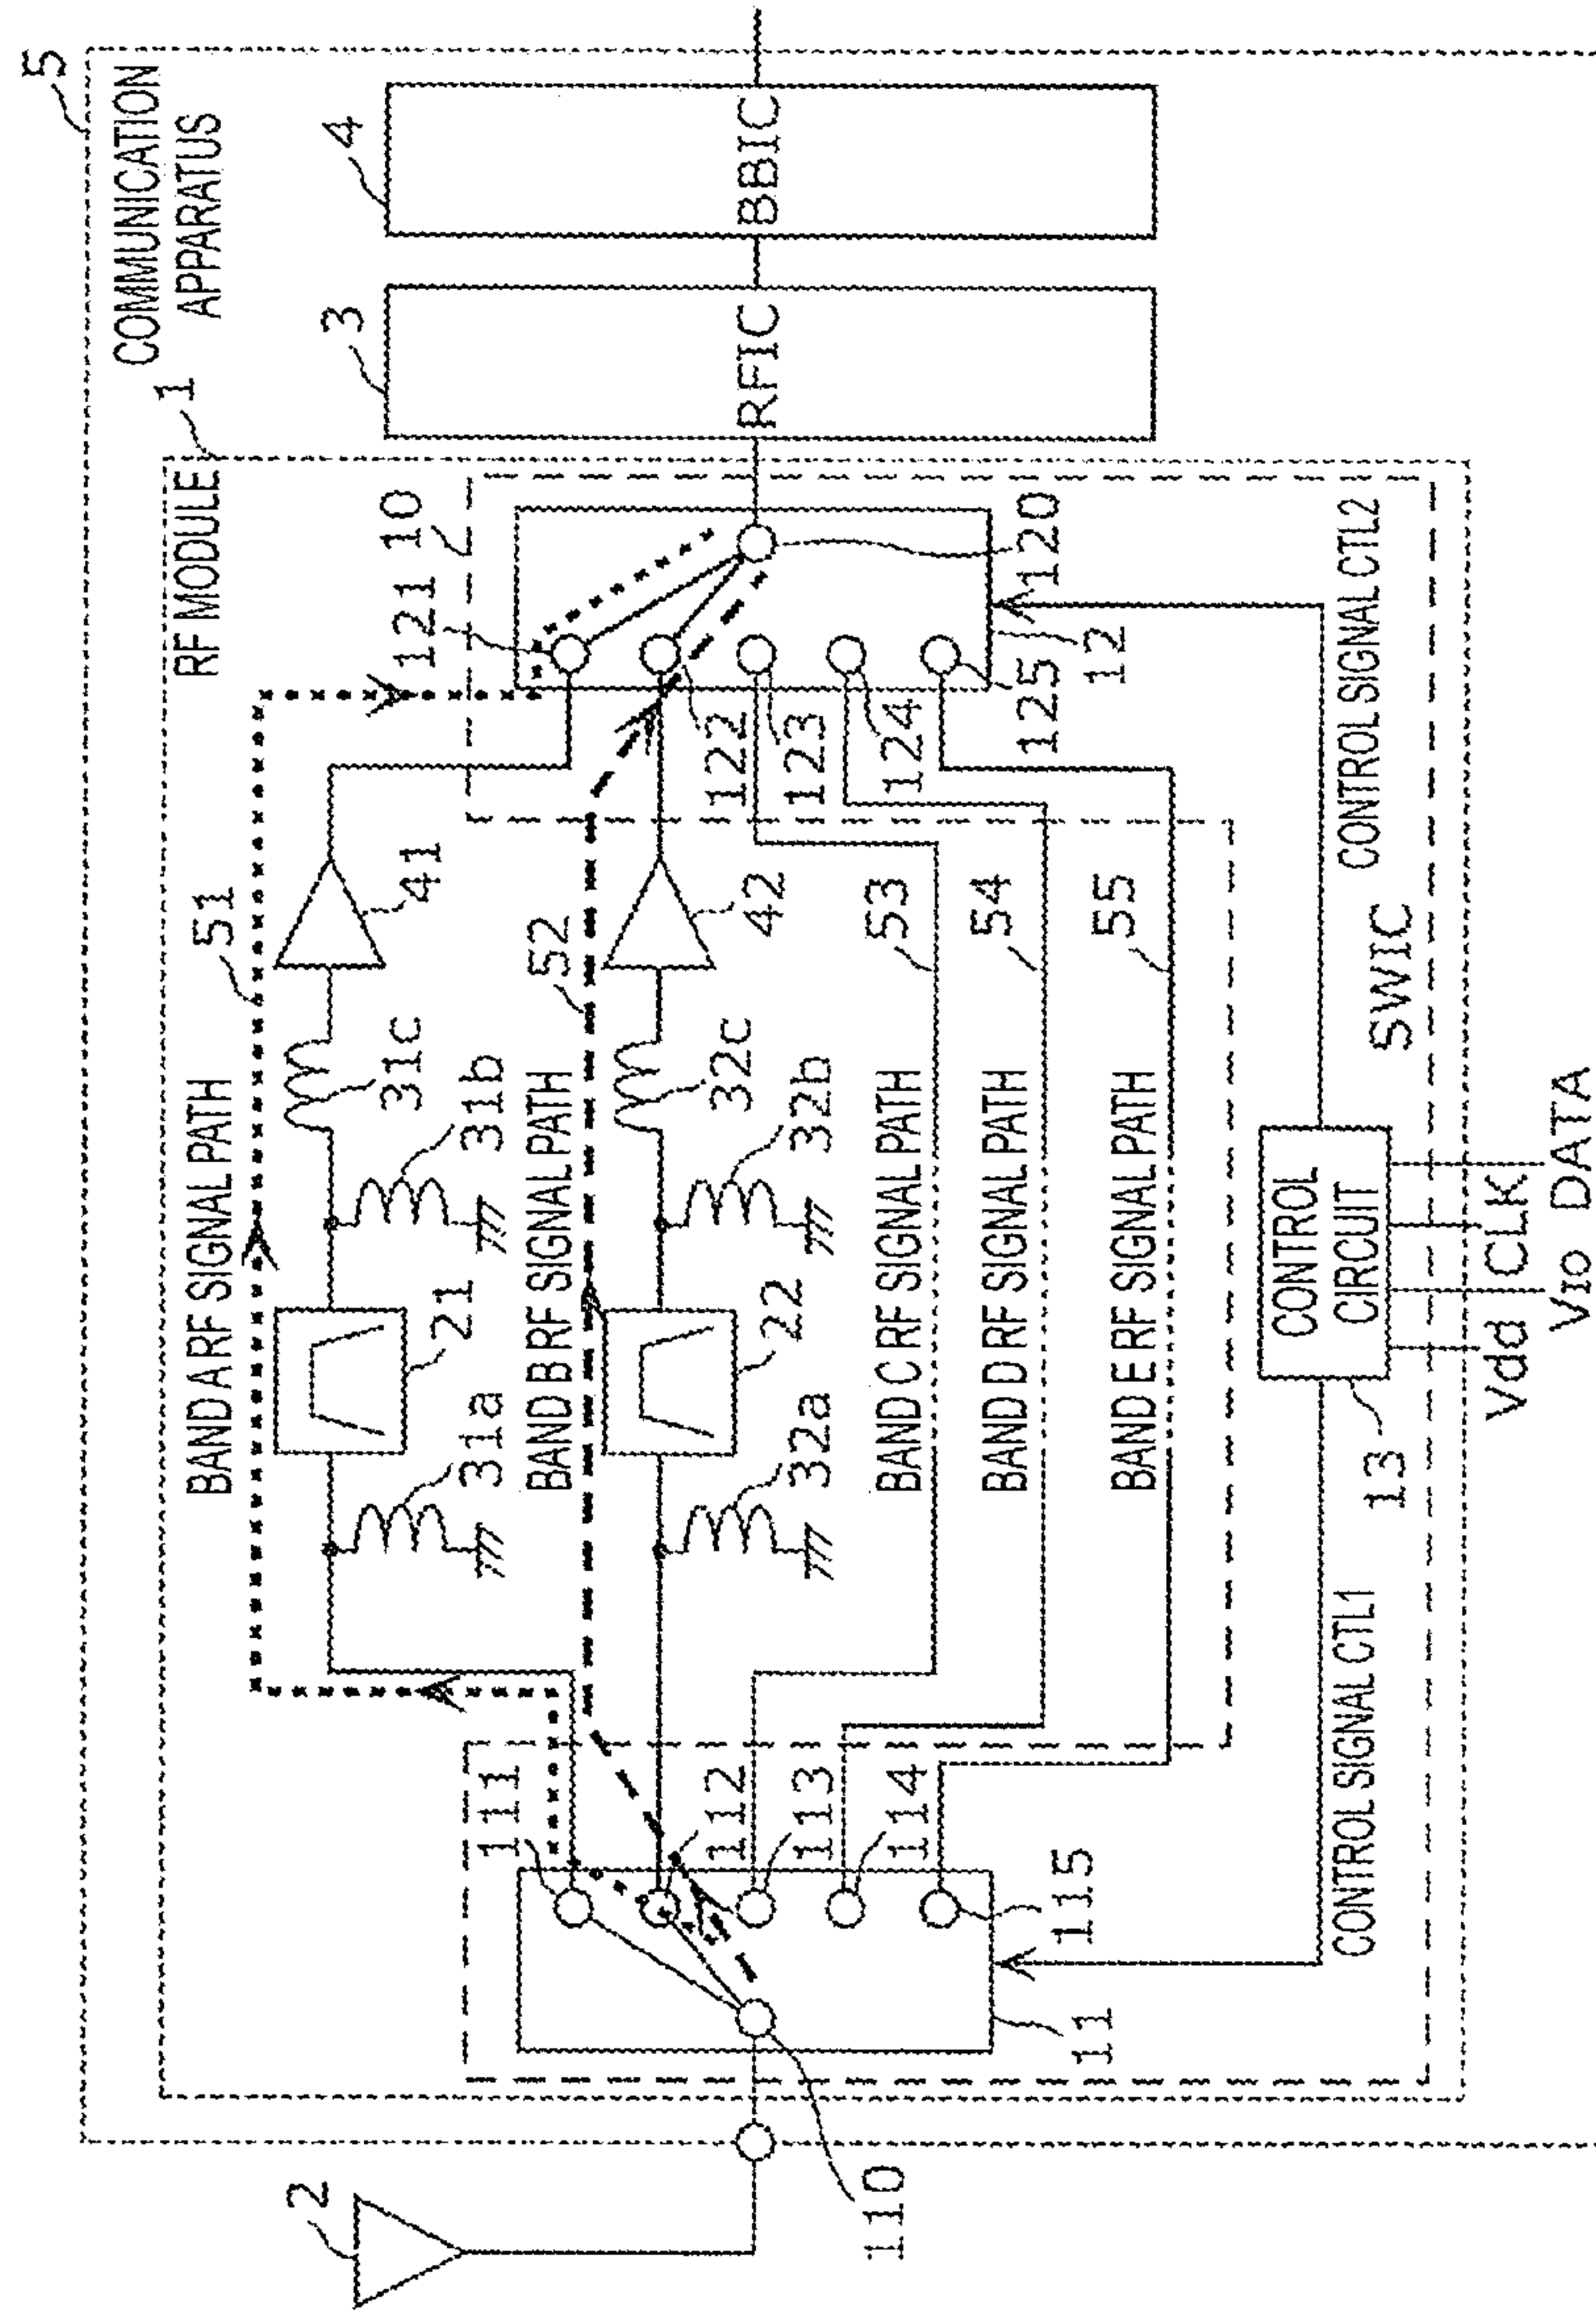 5
COMMUNICATION
APPARATUS
1
RF MODULE
BAND A RF SIGNAL PATH
51
2
3
4
10
31a
21
31b
31c
41
111
121
BAND B RF SIGNAL PATH
52
32a
22
32b
32c
42
112
122
110
RFIC
BBIC
113
123
BAND C RF SIGNAL PATH
53
114
124
BAND D RF SIGNAL PATH
54
115
125
120
BAND E RF SIGNAL PATH
55
11
12
CONTROL
CIRCUIT
13
CONTROL SIGNAL CTL1
CONTROL SIGNAL CTL2
SWIC
Vdd
CLK
VIO
DATA